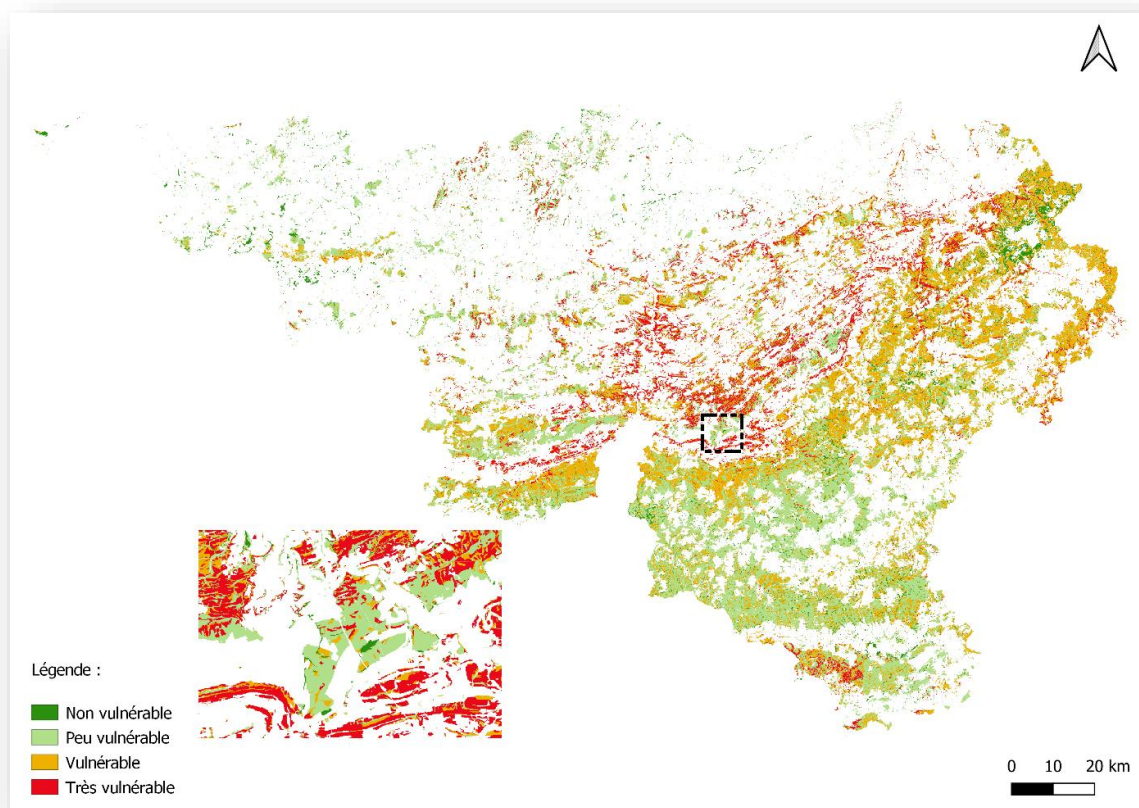 Légende :
Non vulnérable
Peu vulnérable
Vulnérable
Très vulnérable
0 10 20 km